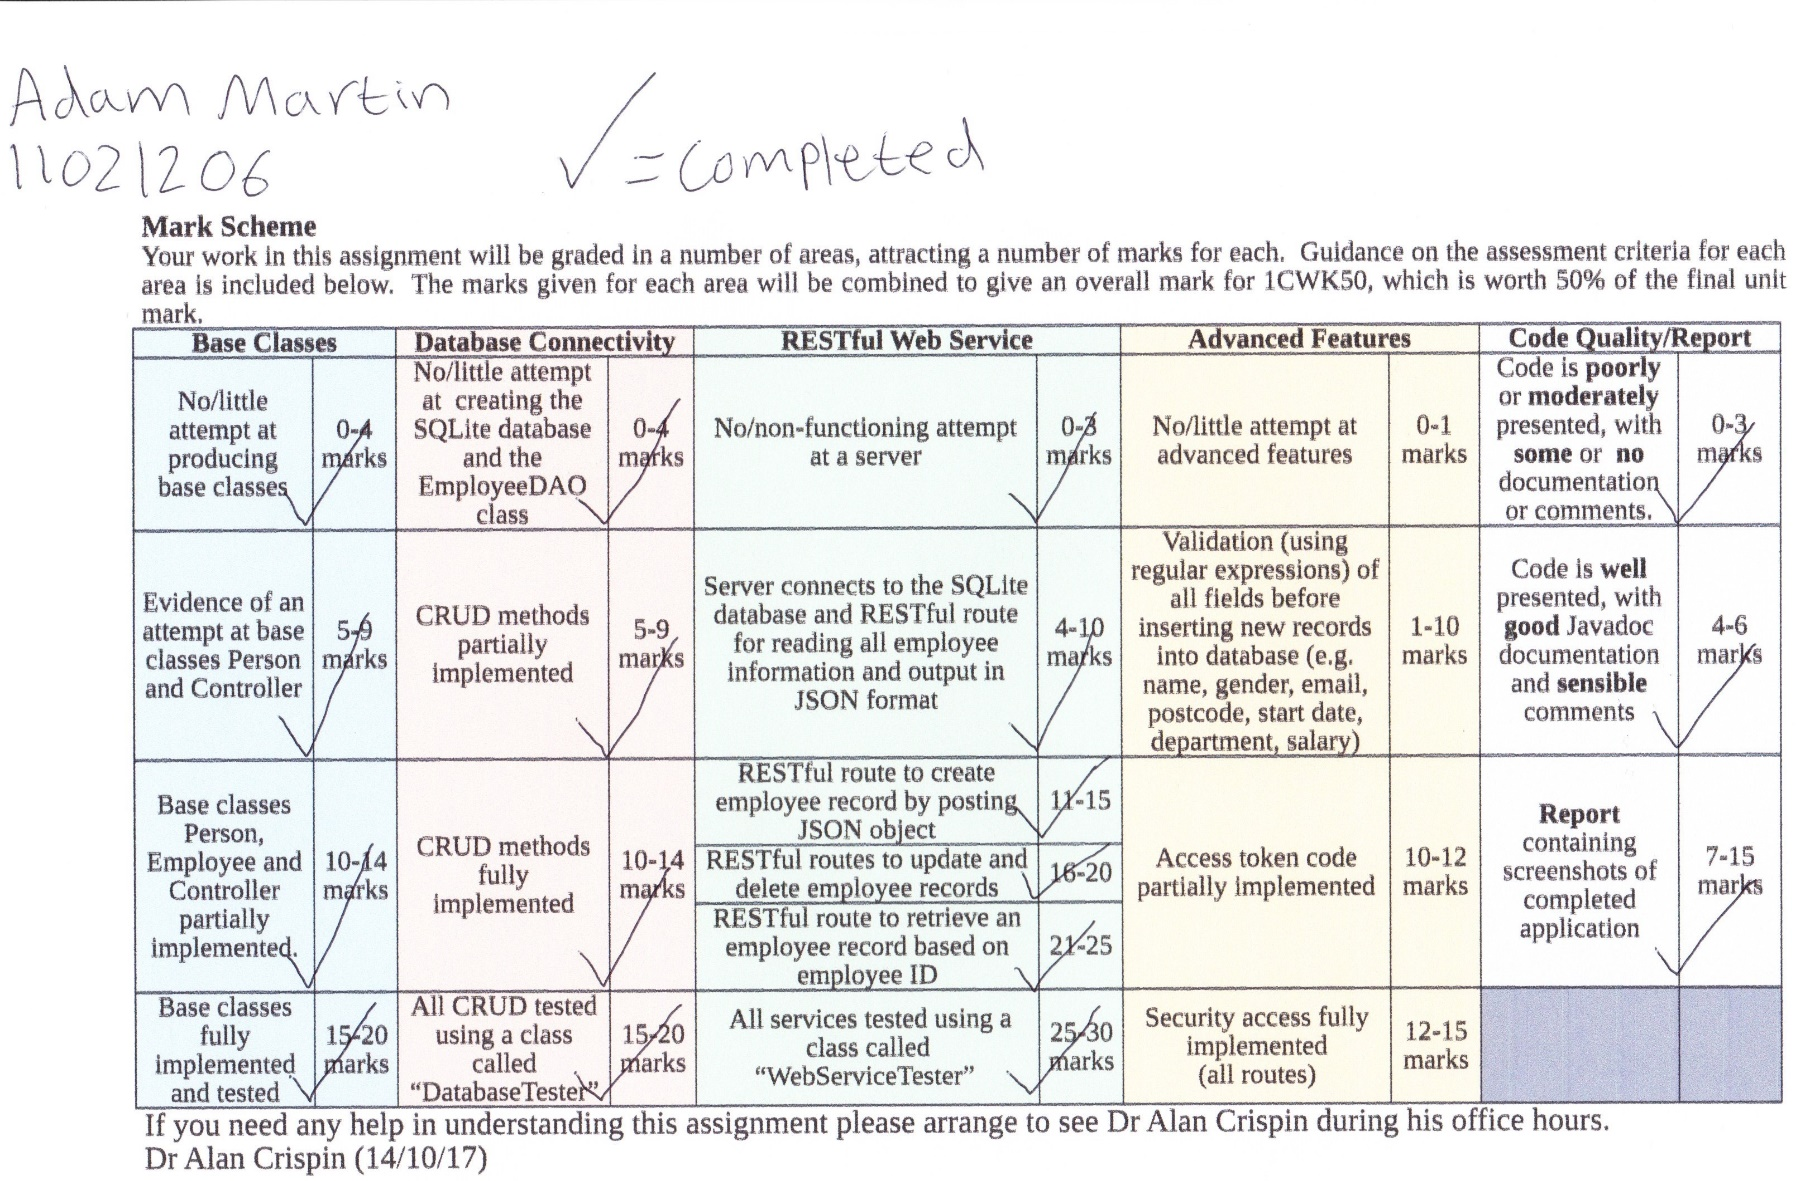 Adam Martin
11021206
✓ = Completed
Mark Scheme
Your work in this assignment will be graded in a number of areas, attracting a number of marks for each. Guidance on the assessment criteria for each
area is included below. The marks given for each area will be combined to give an overall mark for 1CWK50, which is worth 50% of the final unit
mark.
Base Classes
Database Connectivity
RESTful Web Service
Advanced Features
Code Quality/Report
No/little
attempt at
producing
base classes
0-4
marks
No/little attempt
at creating the
SQLite database
and the
EmployeeDAO
class
0-4
marks
No/non-functioning attempt
at a server
0-3
marks
No/little attempt at
advanced features
0-1
marks
Code is poorly
or moderately
presented, with
some or no
documentation
or comments.
0-3
marks
Evidence of an
attempt at base
classes Person
and Controller
5-9
marks
CRUD methods
partially
implemented
5-9
marks
Server connects to the SQLite
database and RESTful route
for reading all employee
information and output in
JSON format
4-10
marks
Validation (using
regular expressions) of
all fields before
inserting new records
into database (e.g.
name, gender, email,
postcode, start date,
department, salary)
1-10
marks
Code is well
presented, with
good Javadoc
documentation
and sensible
comments
4-6
marks
Base classes
Person,
Employee and
Controller
partially
implemented.
10-14
marks
CRUD methods
fully
implemented
10-14
marks
RESTful route to create
employee record by posting
JSON object
11-15
RESTful routes to update and
delete employee records
16-20
RESTful route to retrieve an
employee record based on
employee ID
21-25
Access token code
partially implemented
10-12
marks
Report
containing
screenshots of
completed
application
7-15
marks
Base classes
fully
implemented
and tested
15-20
marks
All CRUD tested
using a class
called
“DatabaseTester”
15-20
marks
All services tested using a
class called
“WebServiceTester”
25-30
marks
Security access fully
implemented
(all routes)
12-15
marks
If you need any help in understanding this assignment please arrange to see Dr Alan Crispin during his office hours.
Dr Alan Crispin (14/10/17)